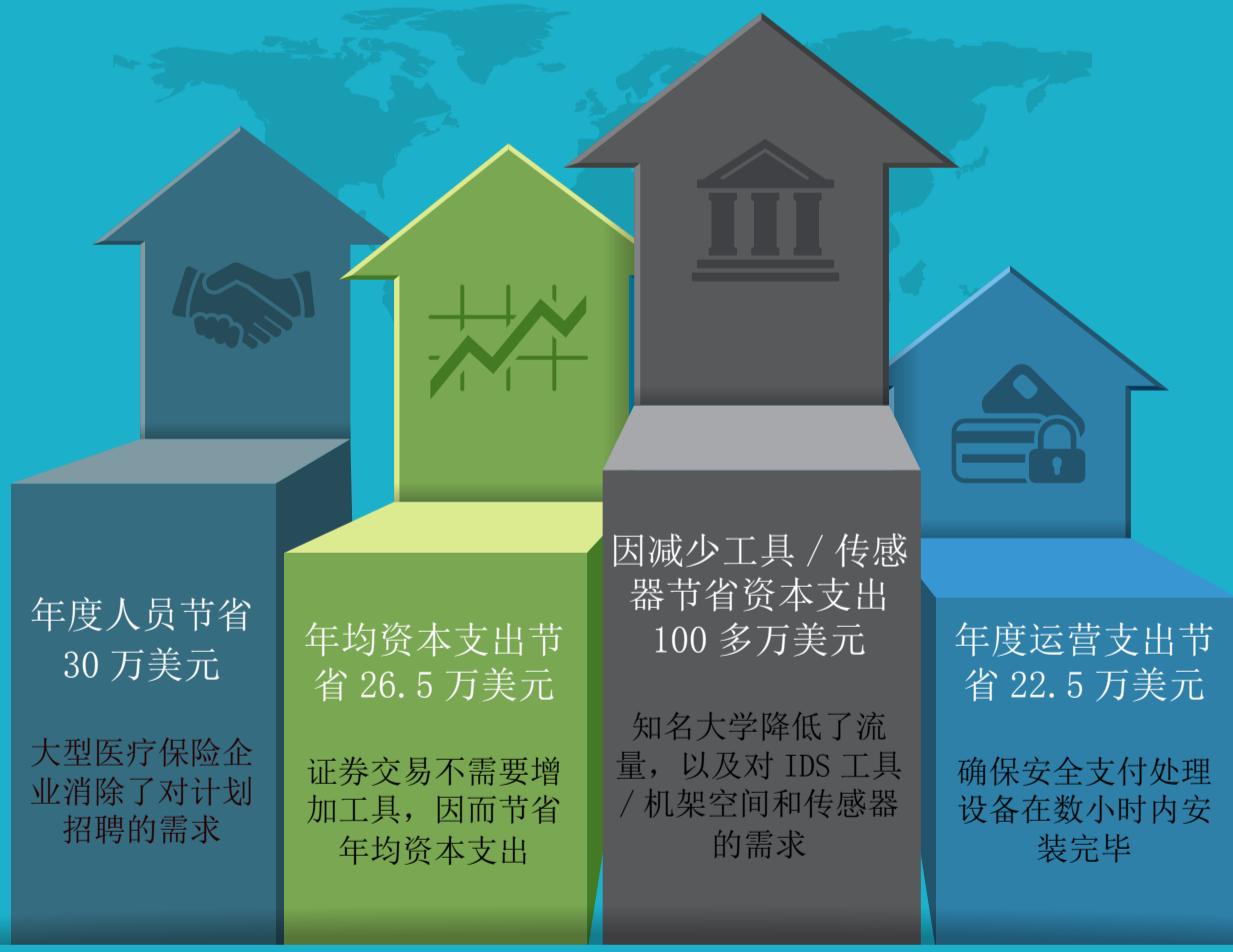 年度人员节省
30 万美元
大型医疗保险企
业消除了对计划
招聘的需求
年均资本支出节
省 26.5 万美元
证券交易不需要增
加工具，因而节省
年均资本支出
因减少工具 / 传感
器节省资本支出
100 多万美元
知名大学降低了流
量，以及对 IDS 工具
/ 机架空间和传感器
的需求
年度运营支出节
省 22.5 万美元
确保安全支付处理
设备在数小时内安
装完毕